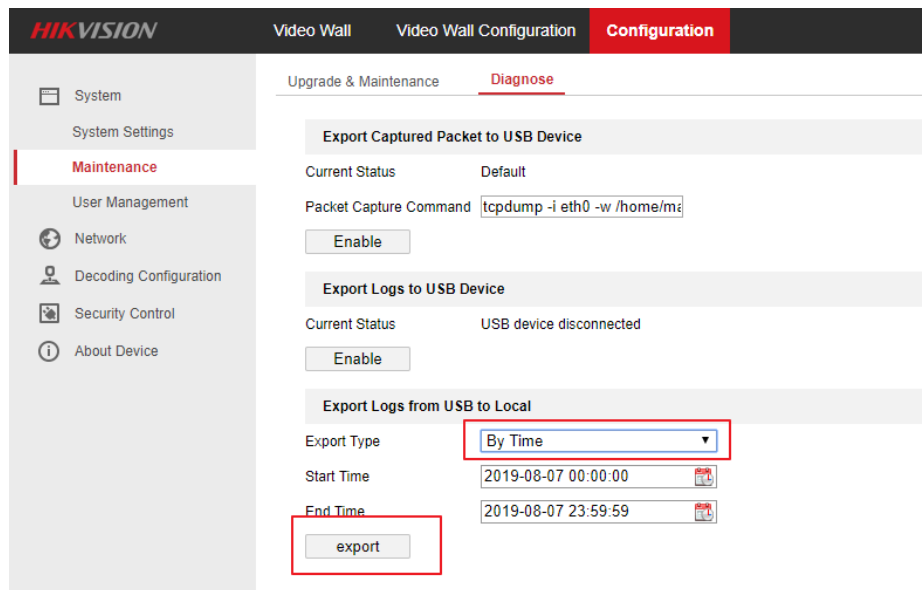 HIKVISION Video Wall Video Wall Configuration Configuration
System
System Settings
Maintenance
User Management
Network
Decoding Configuration
Security Control
About Device
Upgrade & Maintenance Diagnose
Export Captured Packet to USB Device
Current Status Default
Packet Capture Command tcpdump -i eth0 -w /home/ma
Enable
Export Logs to USB Device
Current Status USB device disconnected
Enable
Export Logs from USB to Local
Export Type By Time
Start Time 2019-08-07 00:00:00
End Time 2019-08-07 23:59:59
export